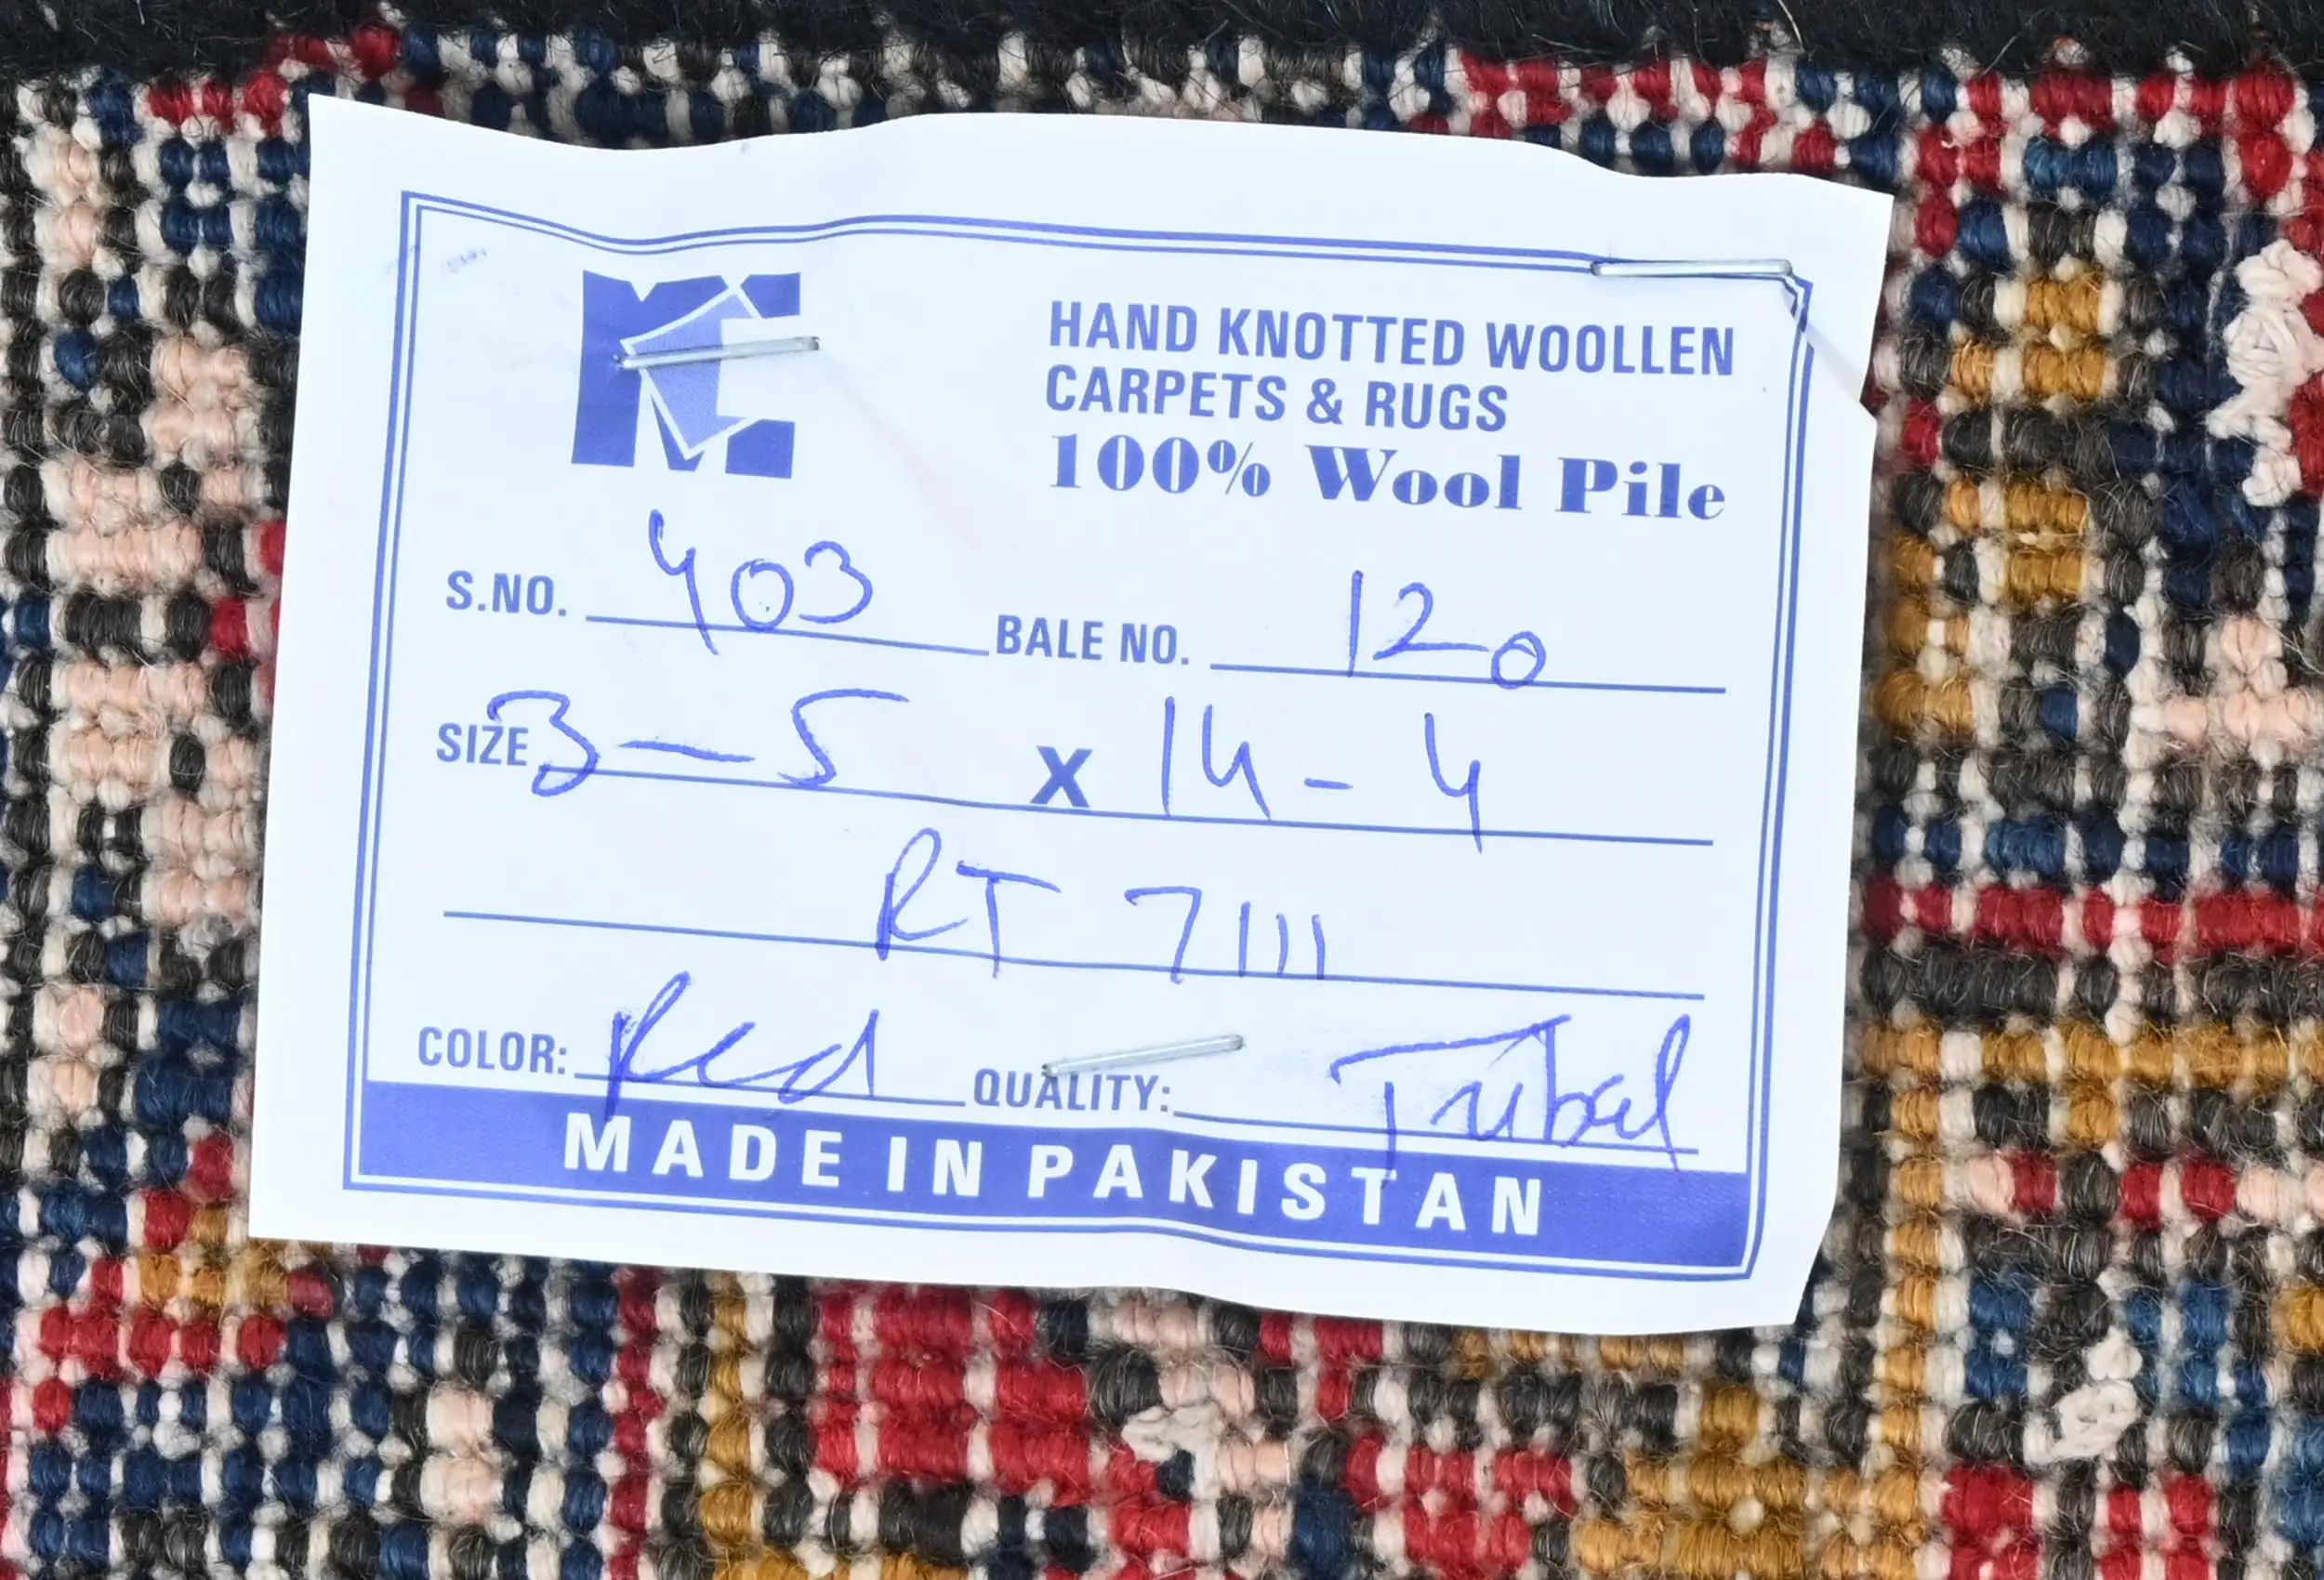 MC
HAND KNOTTED WOOLLEN
CARPETS & RUGS
100% Wool Pile
S.NO. 403 BALE NO. 120
SIZE 3-5 X 14-4
RT 7111
COLOR: Red QUALITY: Tribal
MADE IN PAKISTAN